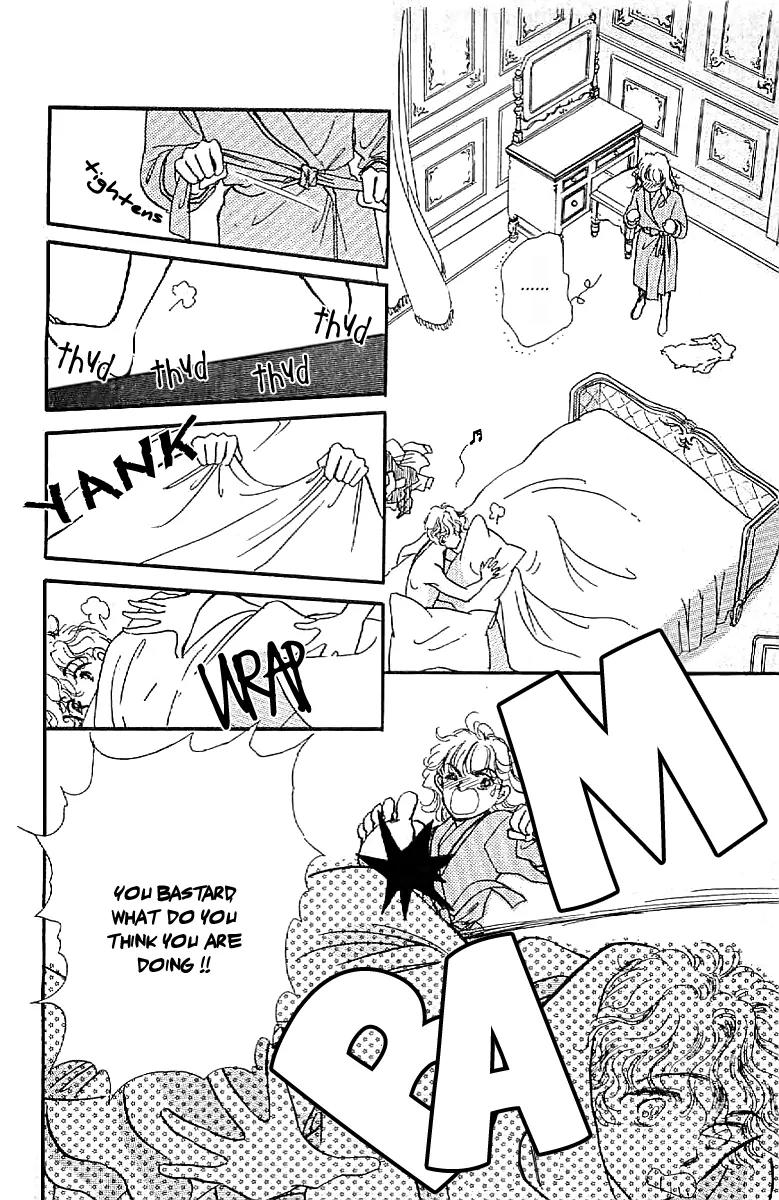 tightens
......
thud
thud
thud
thud
YANK
WRAP
BAM
YOU BASTARD,
WHAT DO YOU
THINK YOU ARE
DOING !!